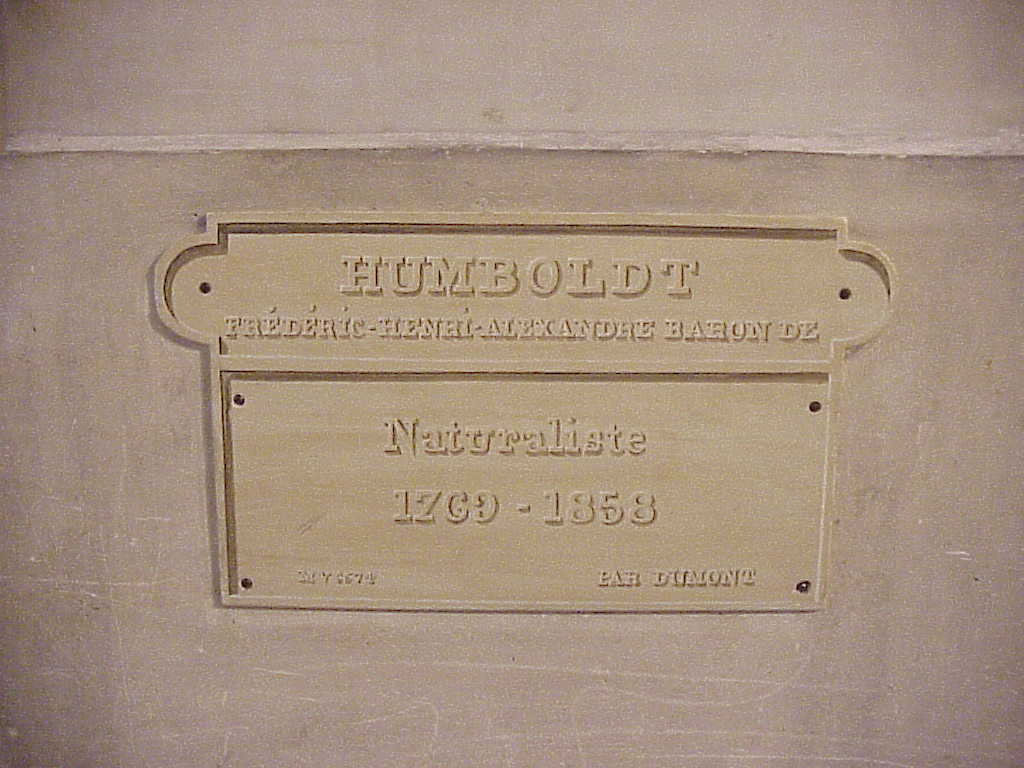 HUMBOLDT
FRÉDÉRIC-HENRI-ALEXANDRE BARON DE
Naturaliste
1769 - 1858
PAR DUMONT